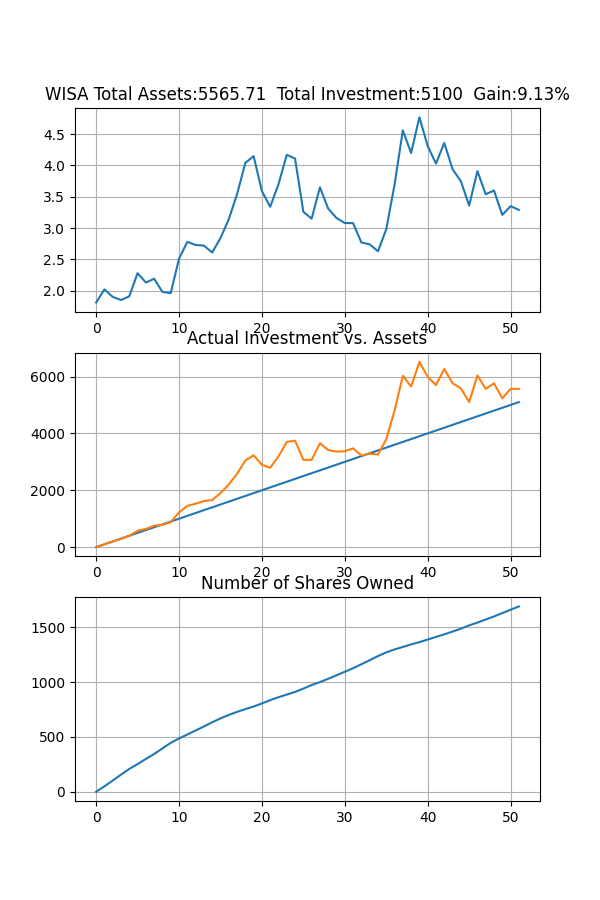 WISA Total Assets:5565.71  Total Investment:5100  Gain:9.13%
4.5
4.0
3.5
3.0
2.5
2.0
0 10 20 30 40 50
Actual Investment vs. Assets
6000
4000
2000
0
0 10 20 30 40 50
Number of Shares Owned
1500
1000
500
0
0 10 20 30 40 50